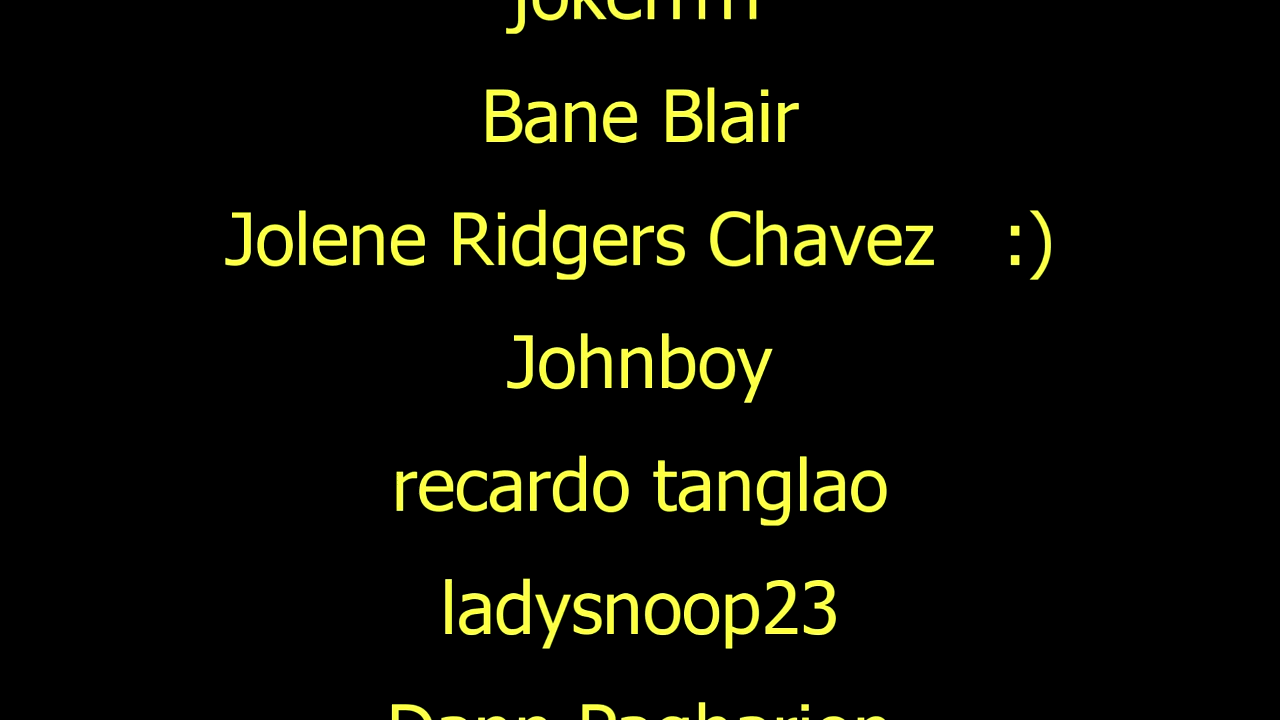 Bane Blair
Jolene Ridgers Chavez :)
Johnboy
recardo tanglao
ladysnoop23